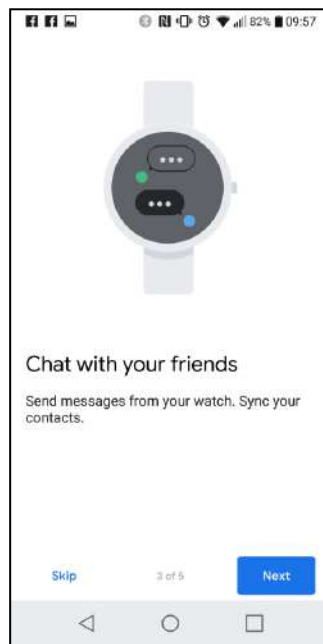 82% 09:57
Chat with your friends
Send messages from your watch. Sync your
contacts.
Skip 3 of 5 Next